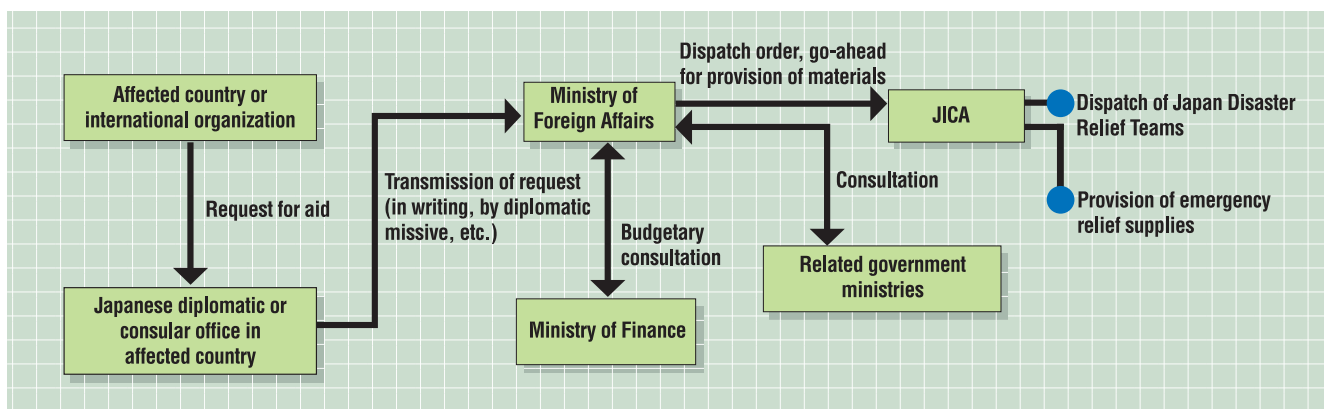 Affected country or
international organization
Request for aid
Japanese diplomatic or
consular office in
affected country
Transmission of request
(in writing, by diplomatic
missive, etc.)
Ministry of
Foreign Affairs
Budgetary
consultation
Ministry of Finance
Dispatch order, go-ahead
for provision of materials
Consultation
Related government
ministries
JICA
Dispatch of Japan Disaster
Relief Teams
Provision of emergency
relief supplies